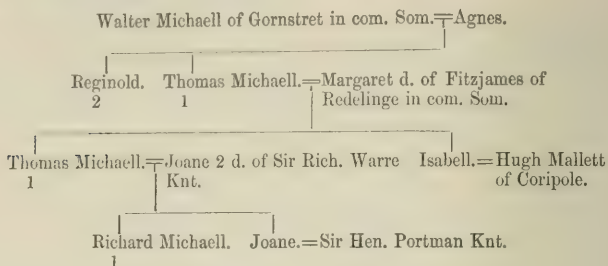 Walter Michaell of Gornstret in com. Som.=Agnes.
Reginold. Thomas Michaell.=Margaret d. of Fitzjames of
2 1 Redelinge in com. Som.
Thomas Michaell.=Joane 2 d. of Sir Rich. Warre Isabell.=Hugh Mallett
1 Knt. of Coripole.
Richard Michaell. Joane.=Sir Hen. Portman Knt.
1